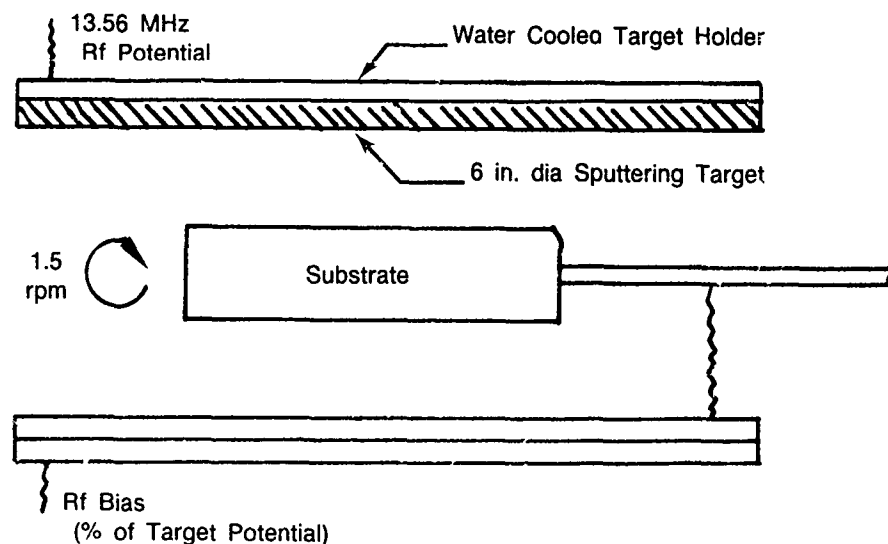 13.56 MHz
Rf Potential
Water Cooled Target Holder
6 in. dia Sputtering Target
1.5
rpm
Substrate
Rf Bias
(% of Target Potential)